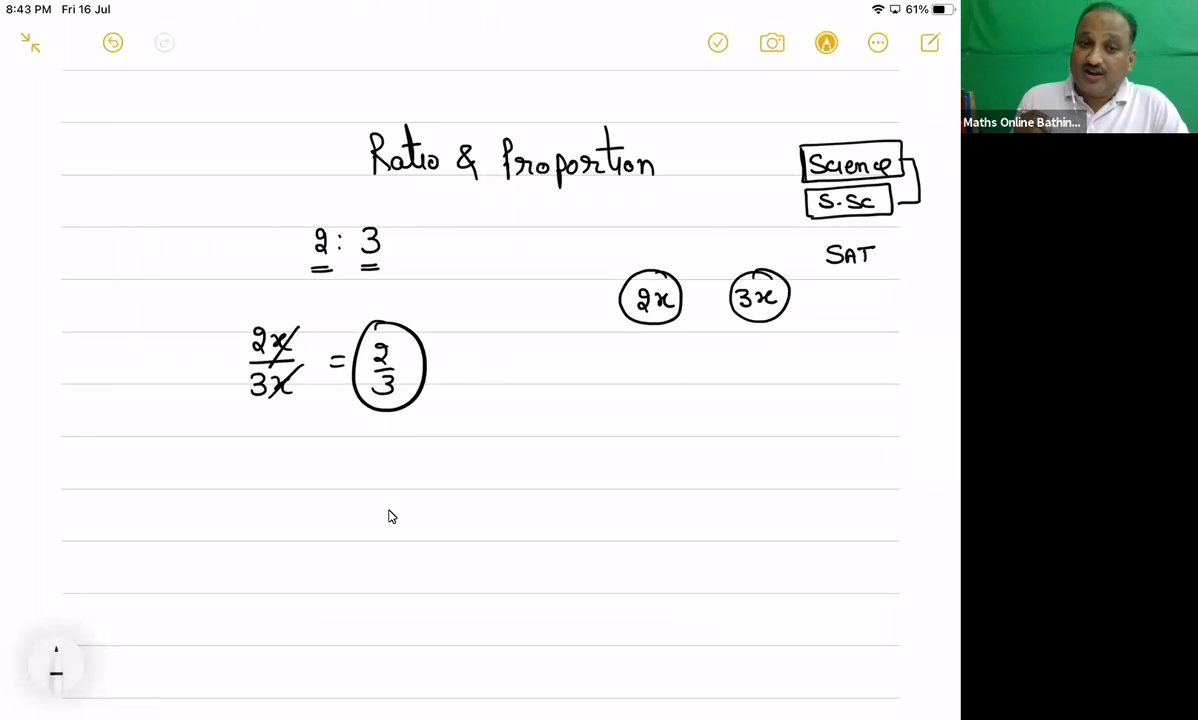 8:43 PM Fri 16 Jul
61%
Maths Online Bathin...
Ratio & Proportion
Science
S.Sc
SAT
2 : 3
2x 3x
2x/3x = 2/3